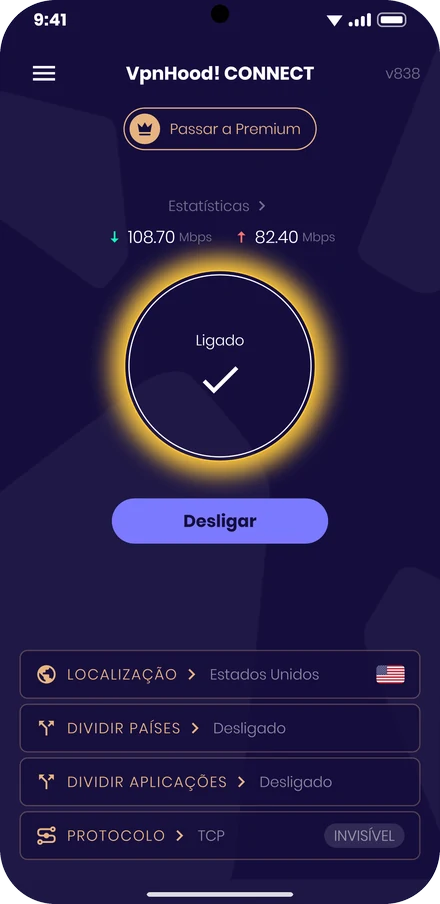 9:41
VpnHood! CONNECT v838
Passar a Premium
Estatísticas
108.70 Mbps 82.40 Mbps
Ligado
Desligar
LOCALIZAÇÃO Estados Unidos
DIVIDIR PAÍSES Desligado
DIVIDIR APLICAÇÕES Desligado
PROTOCOLO TCP INVISÍVEL